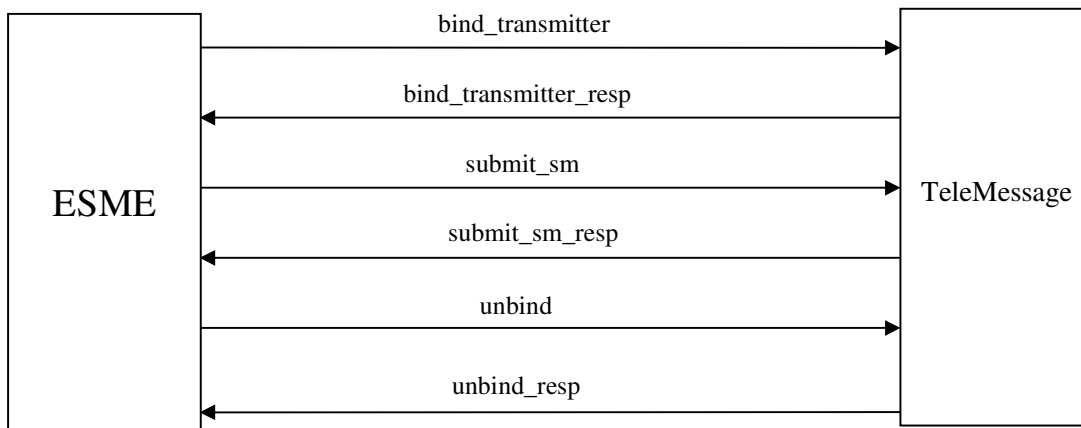 bind_transmitter
bind_transmitter_resp
submit_sm
ESME
TeleMessage
submit_sm_resp
unbind
unbind_resp